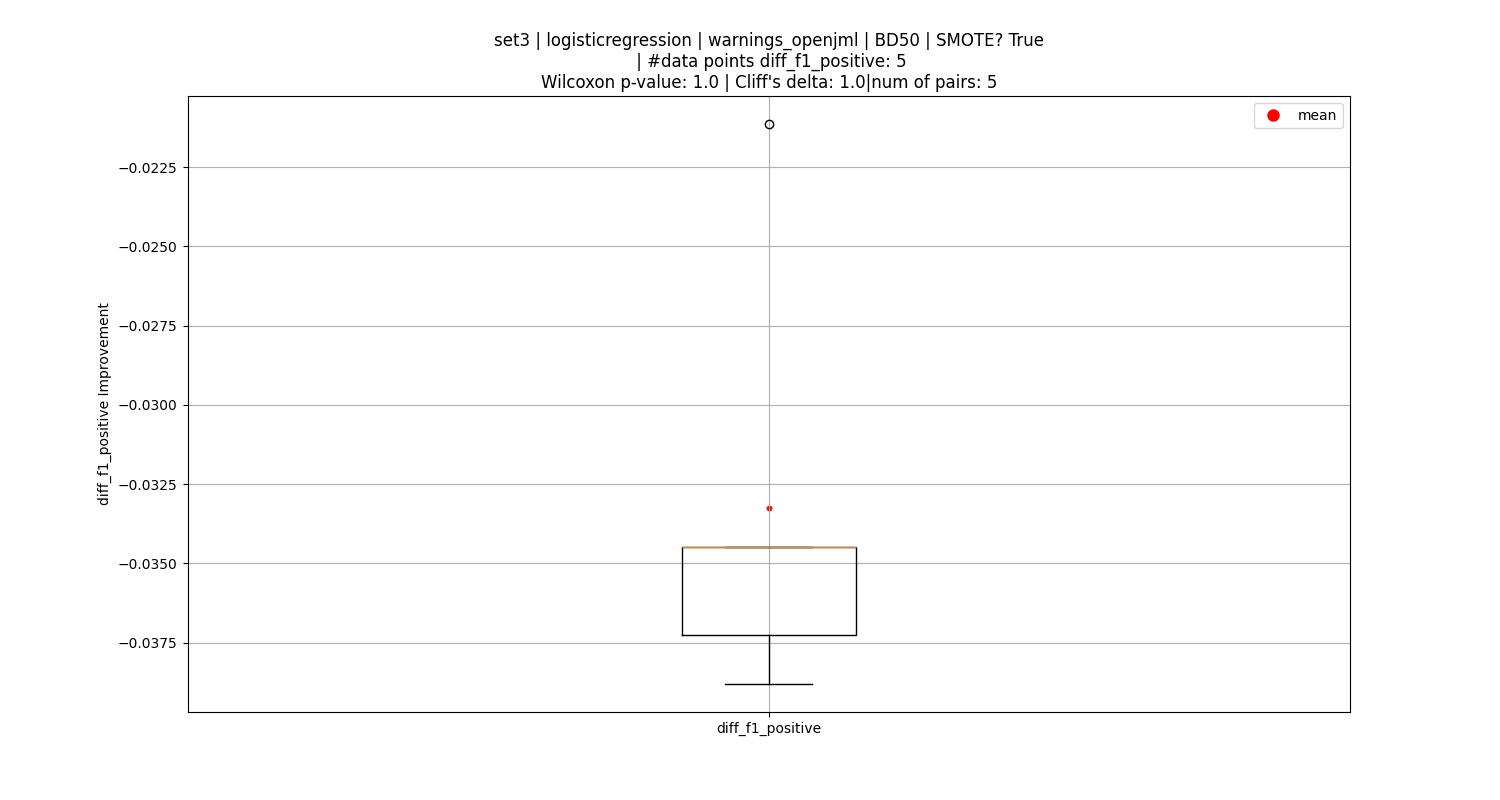 set3 | logisticregression | warnings_openjml | BD50 | SMOTE? True
| #data points diff_f1_positive: 5
Wilcoxon p-value: 1.0 | Cliff's delta: 1.0|num of pairs: 5
mean
−0.0225
−0.0250
−0.0275
−0.0300
−0.0325
−0.0350
−0.0375
diff_f1_positive Improvement
diff_f1_positive